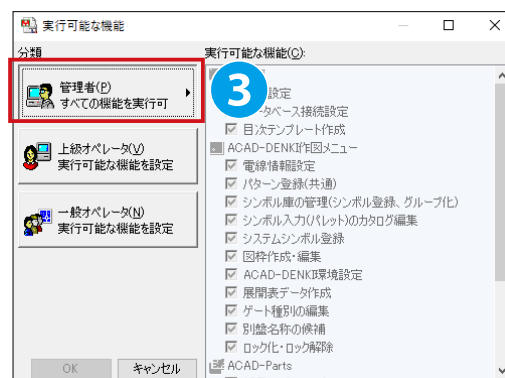 実行可能な機能
分類
実行可能な機能(C):
管理者(P)
すべての機能を実行可
3
設定
タベース接続設定
目次テンプレート作成
ACAD-DENKI作図メニュー
上級オペレータ(V)
実行可能な機能を設定
電線情報設定
パターン登録(共通)
シンボル庫の管理(シンボル登録、グループ化)
シンボル入力(パレット)のカタログ編集
一般オペレータ(N)
実行可能な機能を設定
システムシンボル登録
図枠作成・編集
ACAD-DENKI環境設定
展開表データ作成
ゲート種別の編集
別盤名称の候補
ロック化・ロック解除
ACAD-Parts
OK
キャンセル